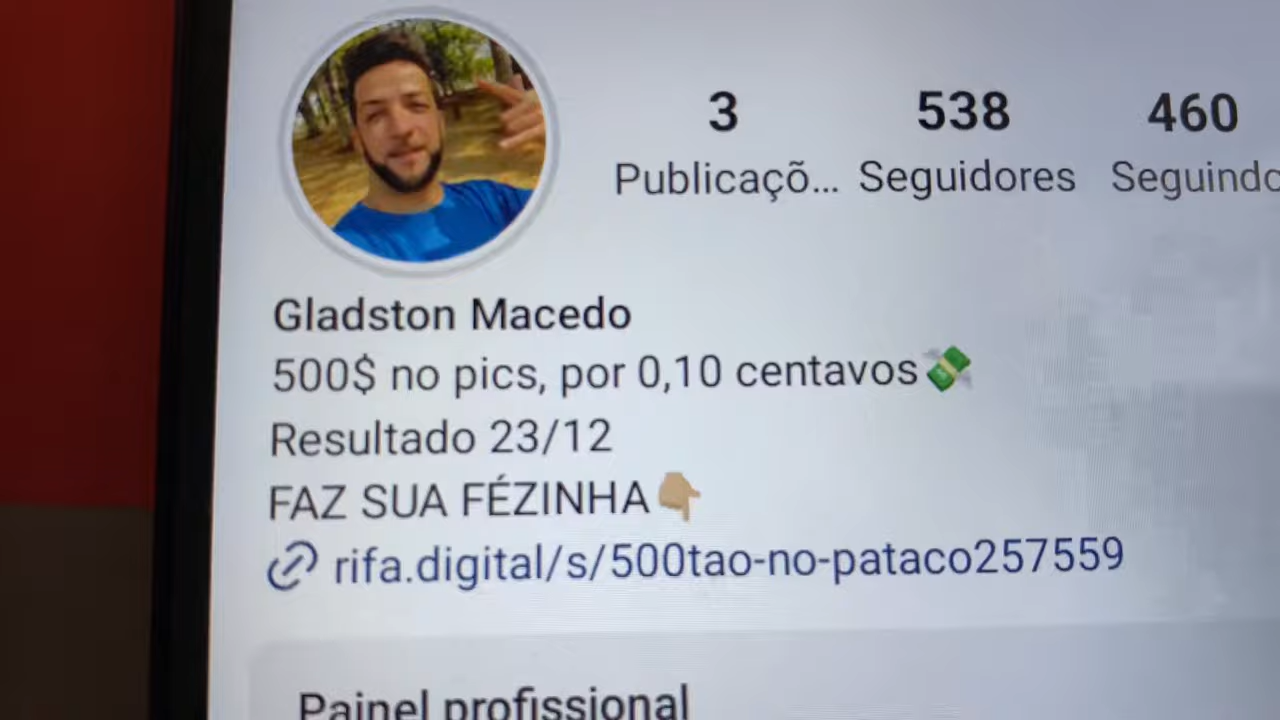 3 538 460
Publicaçõ... Seguidores Seguindo
Gladston Macedo
500$ no pics, por 0,10 centavos💸
Resultado 23/12
FAZ SUA FÉZINHA👇🏼
rifa.digital/s/500tao-no-pataco257559
Painel profissional